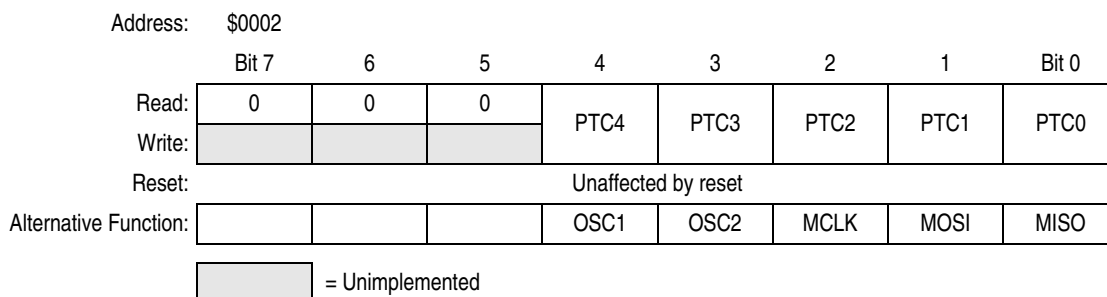 Address: $0002
Bit 7 6 5 4 3 2 1 Bit 0
Read: 0 0 0 PTC4 PTC3 PTC2 PTC1 PTC0
Write:
Reset: Unaffected by reset
Alternative Function: OSC1 OSC2 MCLK MOSI MISO
= Unimplemented